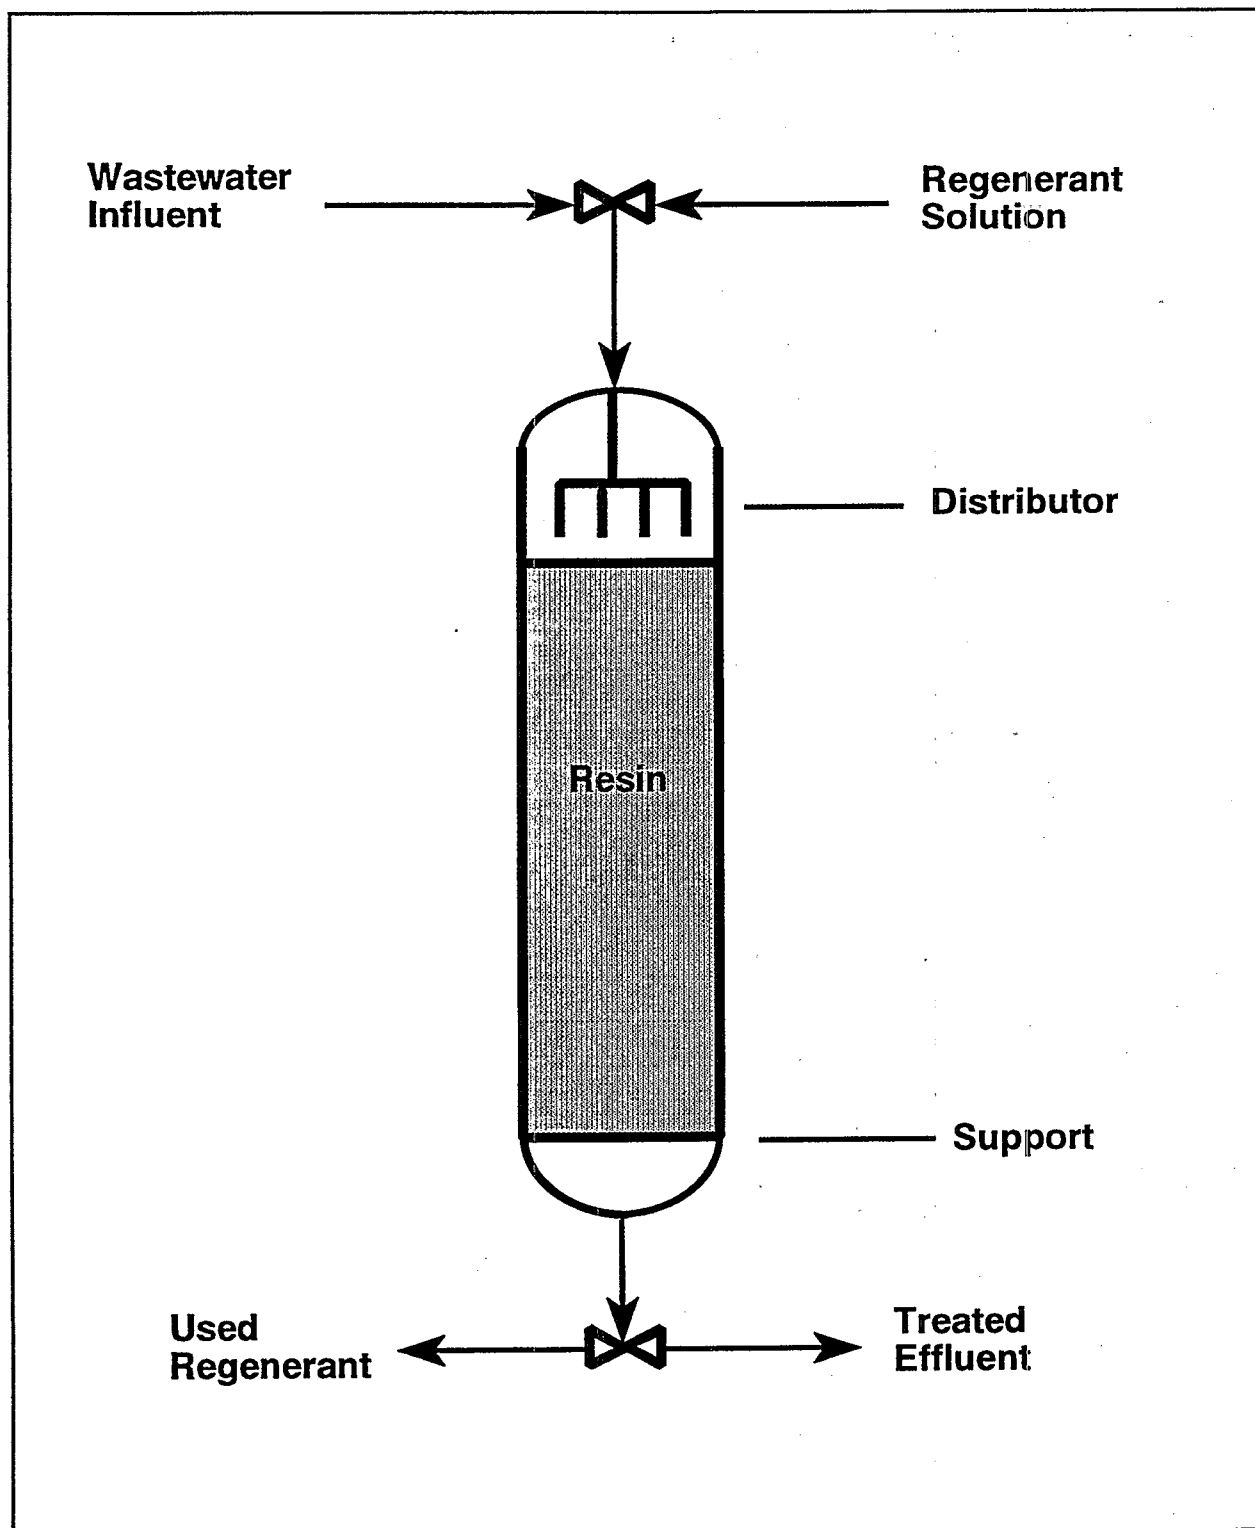 Wastewater
Influent
Regenerant
Solution
Distributor
Resin
Support
Used
Regenerant
Treated
Effluent